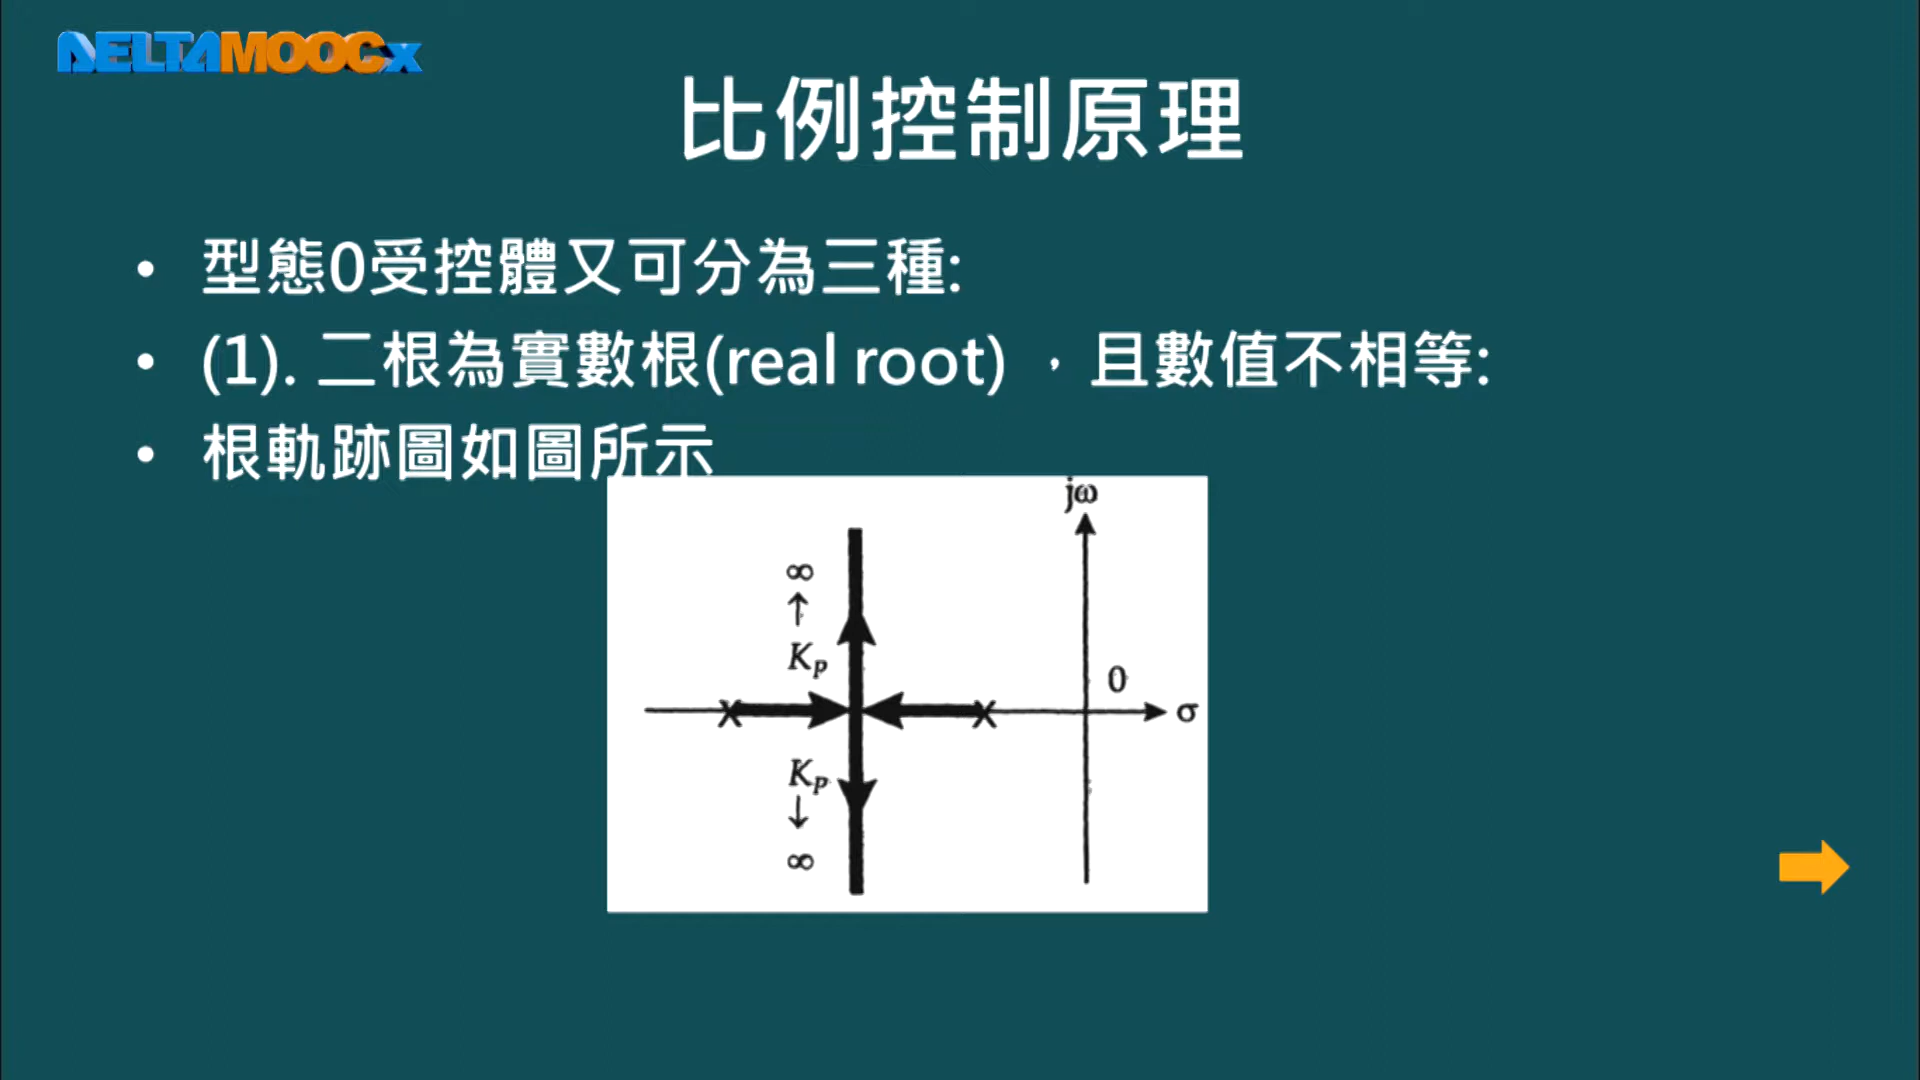 DELTAMOOCx
比例控制原理
• 型態0受控體又可分為三種:
• (1). 二根為實數根(real root) ，且數值不相等:
• 根軌跡圖如圖所示
jω
∞
↑
Kp
0
X X σ
Kp
↓
∞